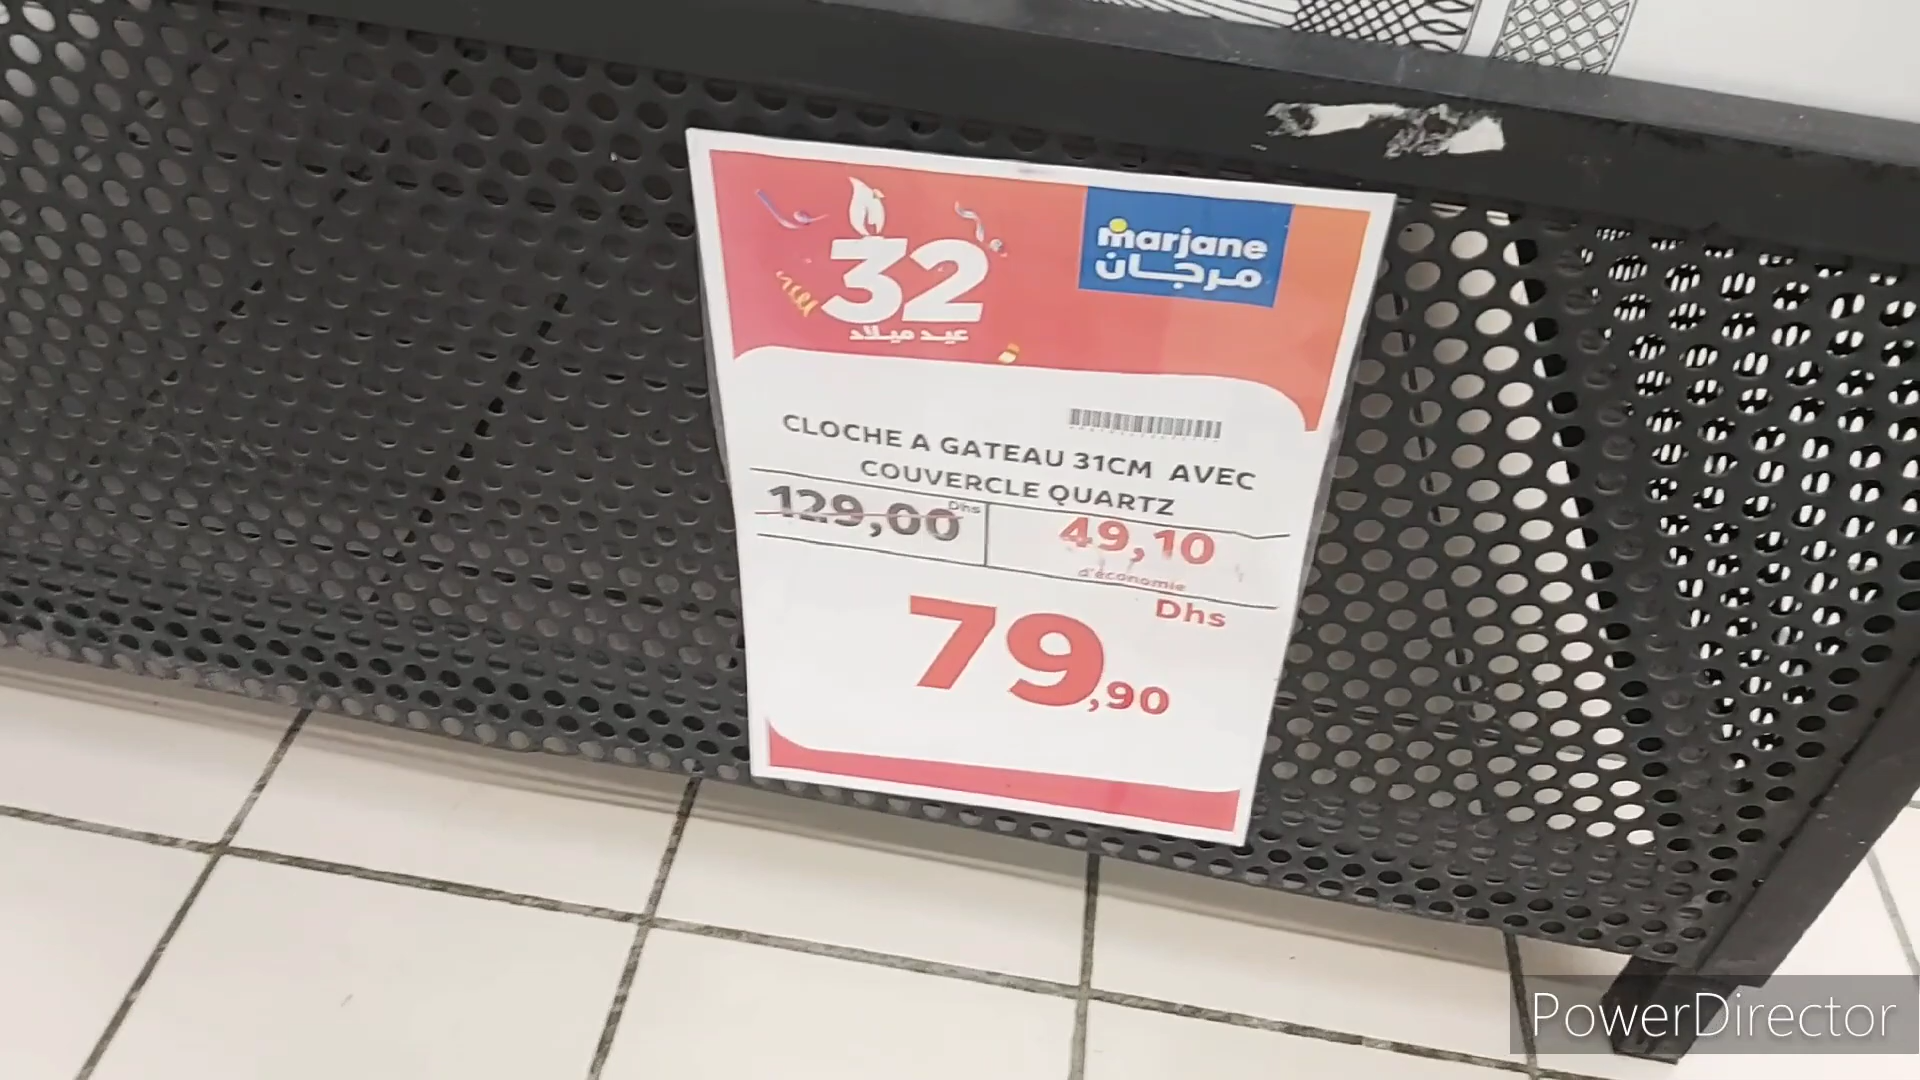 32
عيد ميلاد
marjane
مرجان
CLOCHE A GATEAU 31CM AVEC
COUVERCLE QUARTZ
129,00 Dhs
49,10
d'économie
Dhs
79,90
PowerDirector